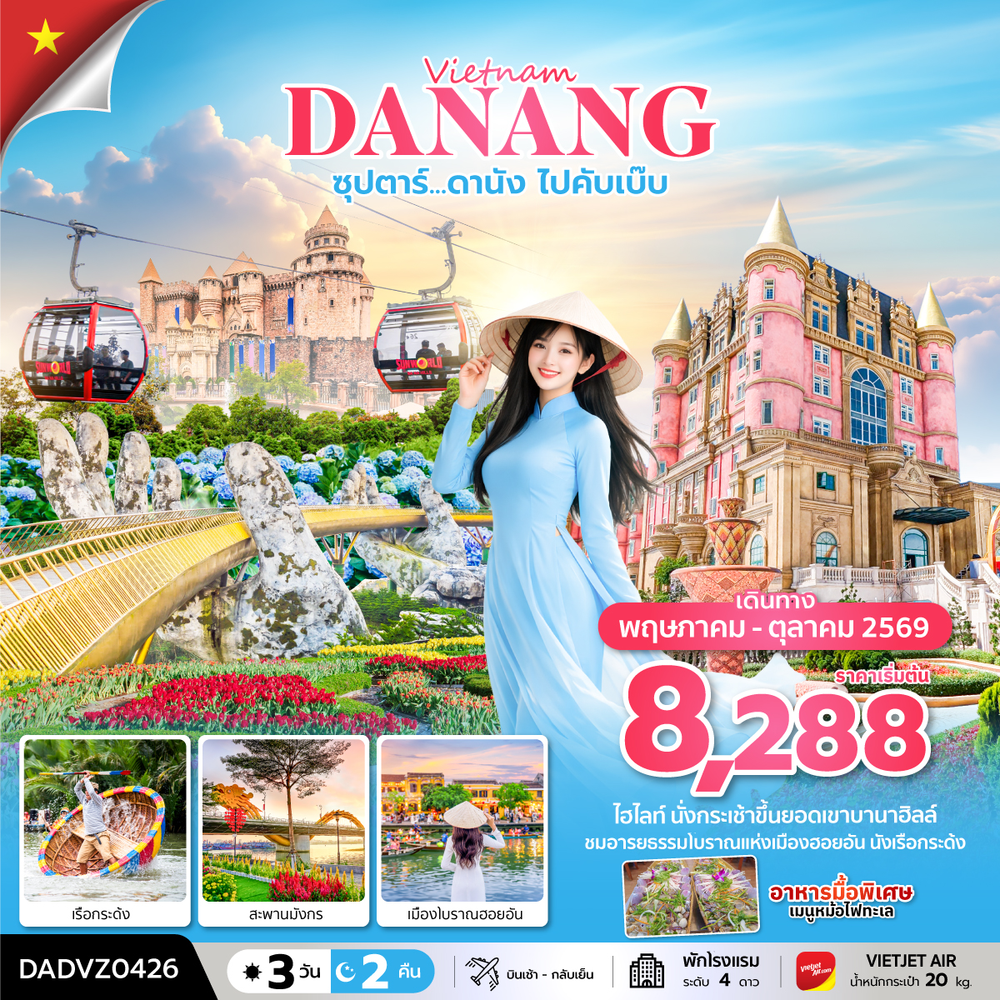 Vietnam
DANANG
ซุปตาร์...ดานัง ไปคับเบ๊บ
SUN WORLD
SUN WORLD
เดินทาง
พฤษภาคม - ตุลาคม 2569
ราคาเริ่มต้น
8,288
ไฮไลท์ นั่งกระเช้าขึ้นยอดเขาบานาฮิลล์
ชมอารยธรรมโบราณแห่งเมืองฮอยอัน นังเรือกระด้ง
อาหารมื้อพิเศษ
เมนูหม้อไฟทะเล
เรือกระด้ง
สะพานมังกร
เมืองโบราณฮอยอัน
DADVZ0426
3 วัน 2 คืน
บินเช้า - กลับเย็น
พักโรงแรม
ระดับ 4 ดาว
Vietjet Air.com
VIETJET AIR
น้ำหนักกระเป๋า 20 kg.